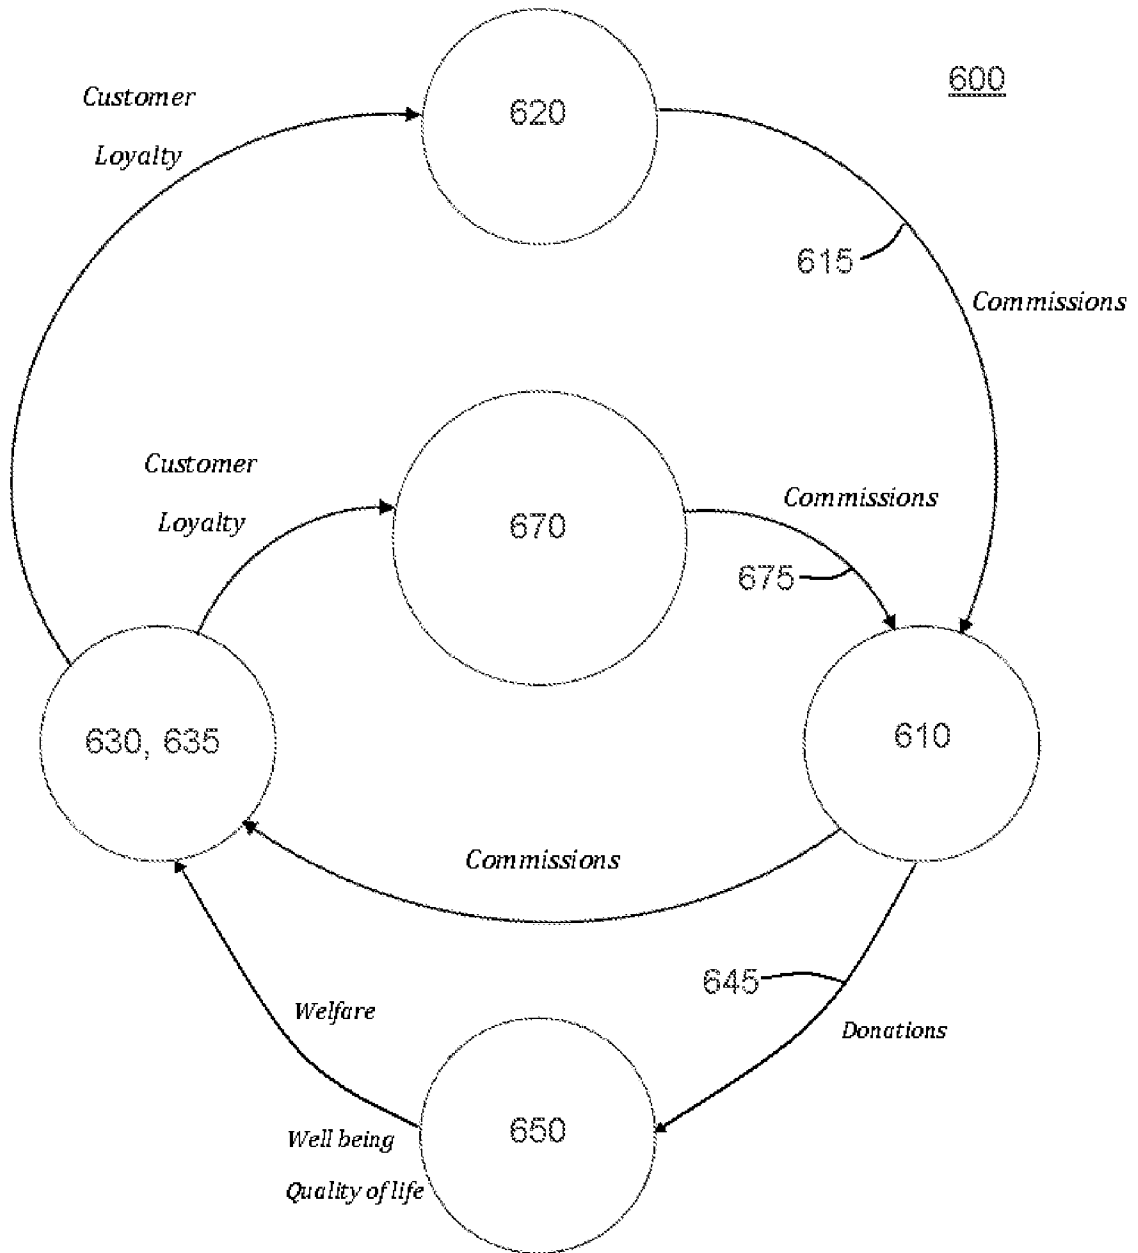 600
Customer
Loyalty
620
615
Commissions
Customer
Loyalty
670
Commissions
675
630, 635
610
Commissions
645
Welfare
Donations
650
Well being
Quality of life